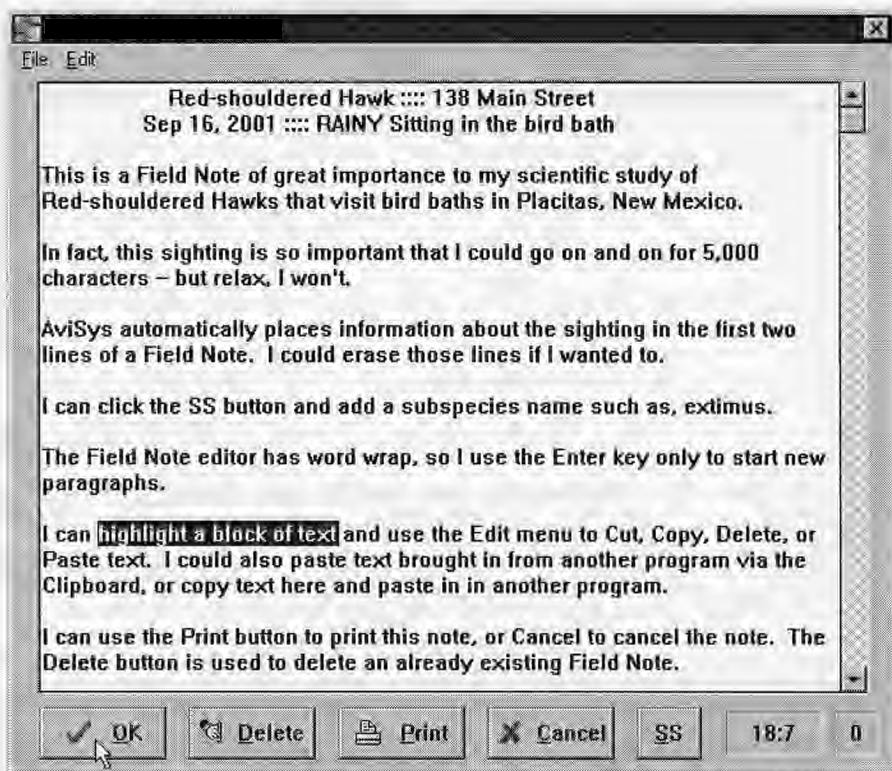 File Edit
Red-shouldered Hawk :::: 138 Main Street
Sep 16, 2001 :::: RAINY Sitting in the bird bath
This is a Field Note of great importance to my scientific study of
Red-shouldered Hawks that visit bird baths in Placitas, New Mexico.
In fact, this sighting is so important that I could go on and on for 5,000
characters – but relax, I won't.
AviSys automatically places information about the sighting in the first two
lines of a Field Note.  I could erase those lines if I wanted to.
I can click the SS button and add a subspecies name such as, extimus.
The Field Note editor has word wrap, so I use the Enter key only to start new
paragraphs.
I can highlight a block of text and use the Edit menu to Cut, Copy, Delete, or
Paste text.  I could also paste text brought in from another program via the
Clipboard, or copy text here and paste in in another program.
I can use the Print button to print this note, or Cancel to cancel the note.  The
Delete button is used to delete an already existing Field Note.
OK Delete Print Cancel SS 18:7 0